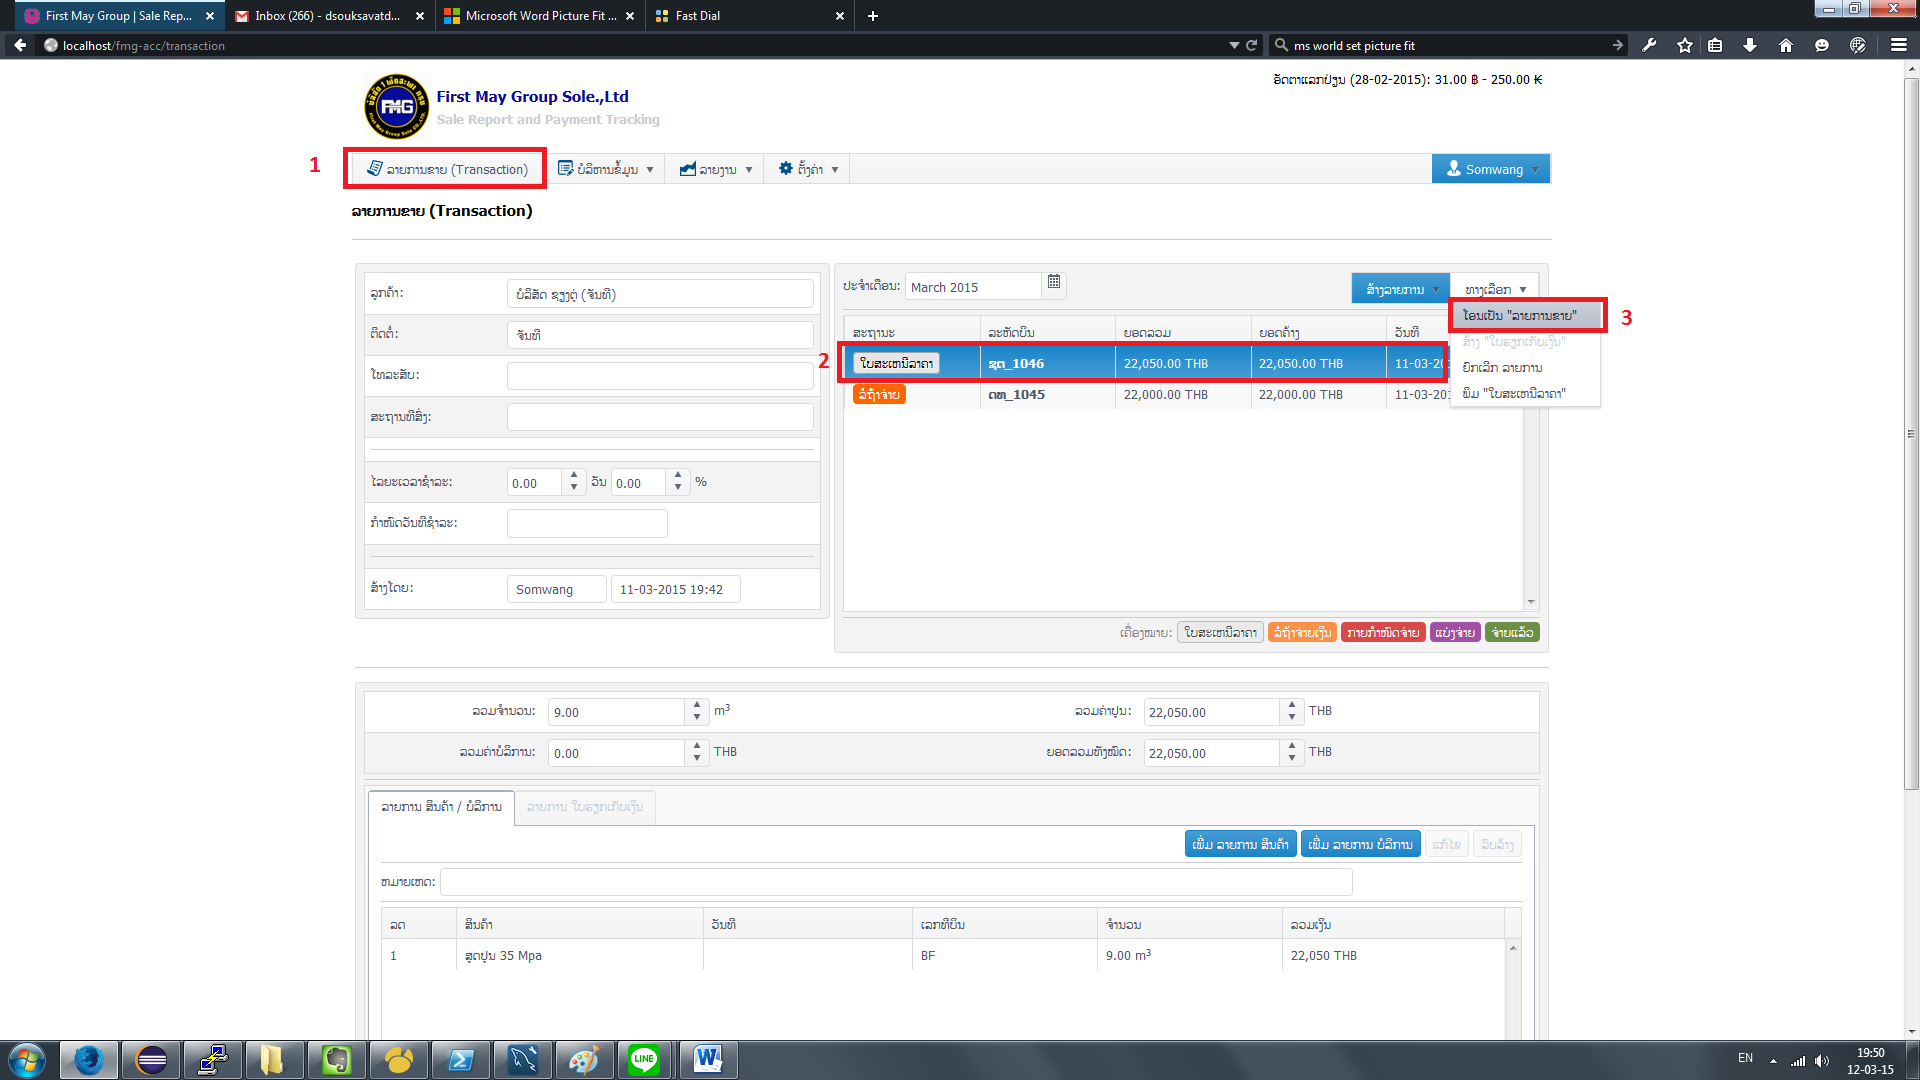 First May Group | Sale Rep...
Inbox (266) - dsouksavatd...
Microsoft Word Picture Fit ...
Fast Dial
localhost/fmg-acc/transaction
ms world set picture fit
ອັດຕາແລກປ່ຽນ (28-02-2015): 31.00 ฿ - 250.00 ₭
FMG
First May Group Sole.,Ltd
Sale Report and Payment Tracking
1
ລາຍການຂາຍ (Transaction)
ບໍລິຫານຂໍ້ມູນ
ລາຍງານ
ຕັ້ງຄ່າ
Somwang
ລາຍການຂາຍ (Transaction)
ລູກຄ້າ:
ບໍລິສັດ ຊຽງຕູ່ (ຈັນທີ)
ຕິດຕໍ່:
ຈັນທີ
ໂທລະສັບ:
ສະຖານທີ່ສົ່ງ:
ໄລຍະເວລາຊໍາລະ:
0.00
ວັນ
0.00
%
ກໍາໜົດວັນທີຊໍາລະ:
ສ້າງໂດຍ:
Somwang
11-03-2015 19:42
ປະຈໍາເດືອນ:
March 2015
ສ້າງລາຍການ
ທາງເລືອກ
ໂອນເປັນ "ລາຍການຂາຍ"
3
ສ້າງ "ໃບຮຽກເກັບເງິນ"
ຍົກເລີກ ລາຍການ
ພິມ "ໃບສະເຫນີລາຄາ"
ສະຖານະ
ລະຫັດບິນ
ຍອດລວມ
ຍອດຄ້າງ
ວັນທີ
2
ໃບສະເຫນີລາຄາ
ຊຕ_1046
22,050.00 THB
22,050.00 THB
11-03-20
ລໍຖ້າຈ່າຍ
ດທ_1045
22,000.00 THB
22,000.00 THB
11-03-201
ເຄື່ອງໝາຍ:
ໃບສະເຫນີລາຄາ
ລໍຖ້າຈ່າຍເງິນ
ກາຍກໍາໜົດຈ່າຍ
ແບ່ງຈ່າຍ
ຈ່າຍແລ້ວ
ລວມຈໍານວນ:
9.00
m³
ລວມຄ່າປູນ:
22,050.00
THB
ລວມຄ່າບໍລິການ:
0.00
THB
ຍອດລວມທັງໝົດ:
22,050.00
THB
ລາຍການ ສິນຄ້າ / ບໍລິການ
ລາຍການ ໃບຮຽກເກັບເງິນ
ເພີ່ມ ລາຍການ ສິນຄ້າ
ເພີ່ມ ລາຍການ ບໍລິການ
ແກ້ໄຂ
ລົບລ້າງ
ຫມາຍເຫດ:
ລດ
ສິນຄ້າ
ວັນທີ
ເລກທີບິນ
ຈໍານວນ
ລວມເງິນ
1
ສູດປູນ 35 Mpa
BF
9.00 m³
22,050 THB
LINE
EN
19:50
12-03-15